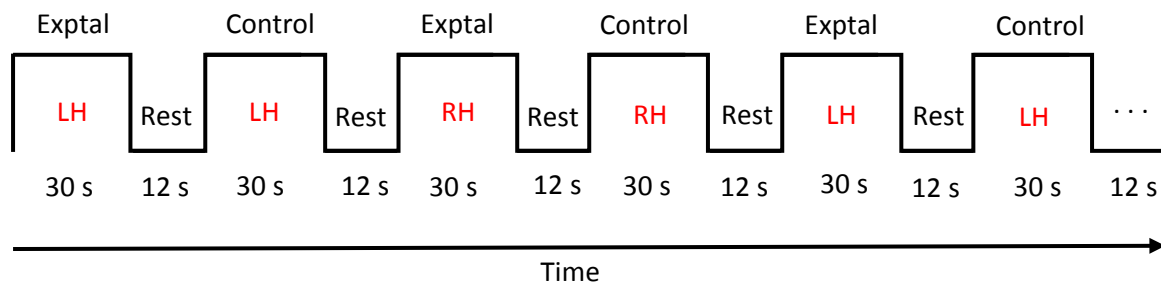 Exptal Control Exptal Control Exptal Control
LH Rest LH Rest RH Rest RH Rest LH Rest LH . . .
30 s 12 s 30 s 12 s 30 s 12 s 30 s 12 s 30 s 12 s 30 s 12 s
Time